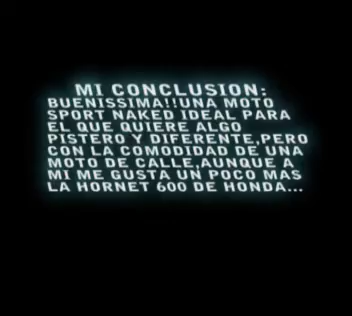 MI CONCLUSION:
BUENISSIMA!!UNA MOTO
SPORT NAKED IDEAL PARA
EL QUE QUIERE ALGO
PISTERO Y DIFERENTE,PERO
CON LA COMODIDAD DE UNA
MOTO DE CALLE,AUNQUE A
MI ME GUSTA UN POCO MAS
LA HORNET 600 DE HONDA...